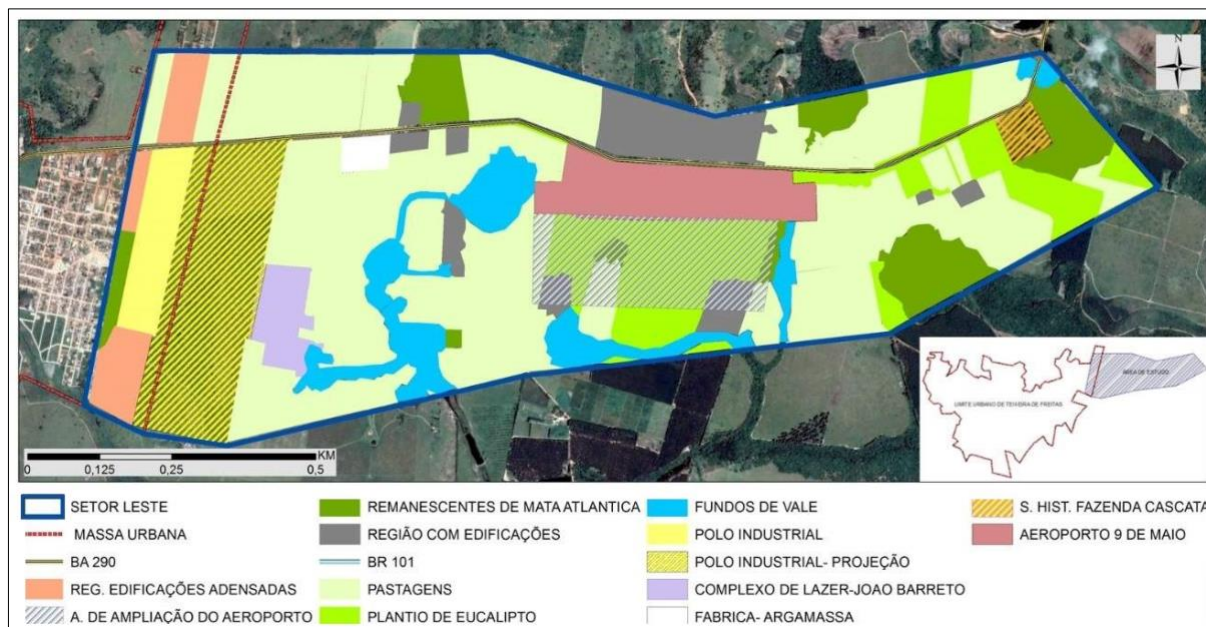 N
KM
0 0,125 0,25 0,5
LIMITE URBANO DE TEIXEIRA DE FREITAS
ÁREA DE ESTUDO
SETOR LESTE
MASSA URBANA
BA 290
REG. EDIFICAÇÕES ADENSADAS
A. DE AMPLIAÇÃO DO AEROPORTO
REMANESCENTES DE MATA ATLANTICA
REGIÃO COM EDIFICAÇÕES
BR 101
PASTAGENS
PLANTIO DE EUCALIPTO
FUNDOS DE VALE
POLO INDUSTRIAL
POLO INDUSTRIAL- PROJEÇÃO
COMPLEXO DE LAZER-JOAO BARRETO
FABRICA- ARGAMASSA
S. HIST. FAZENDA CASCATA
AEROPORTO 9 DE MAIO